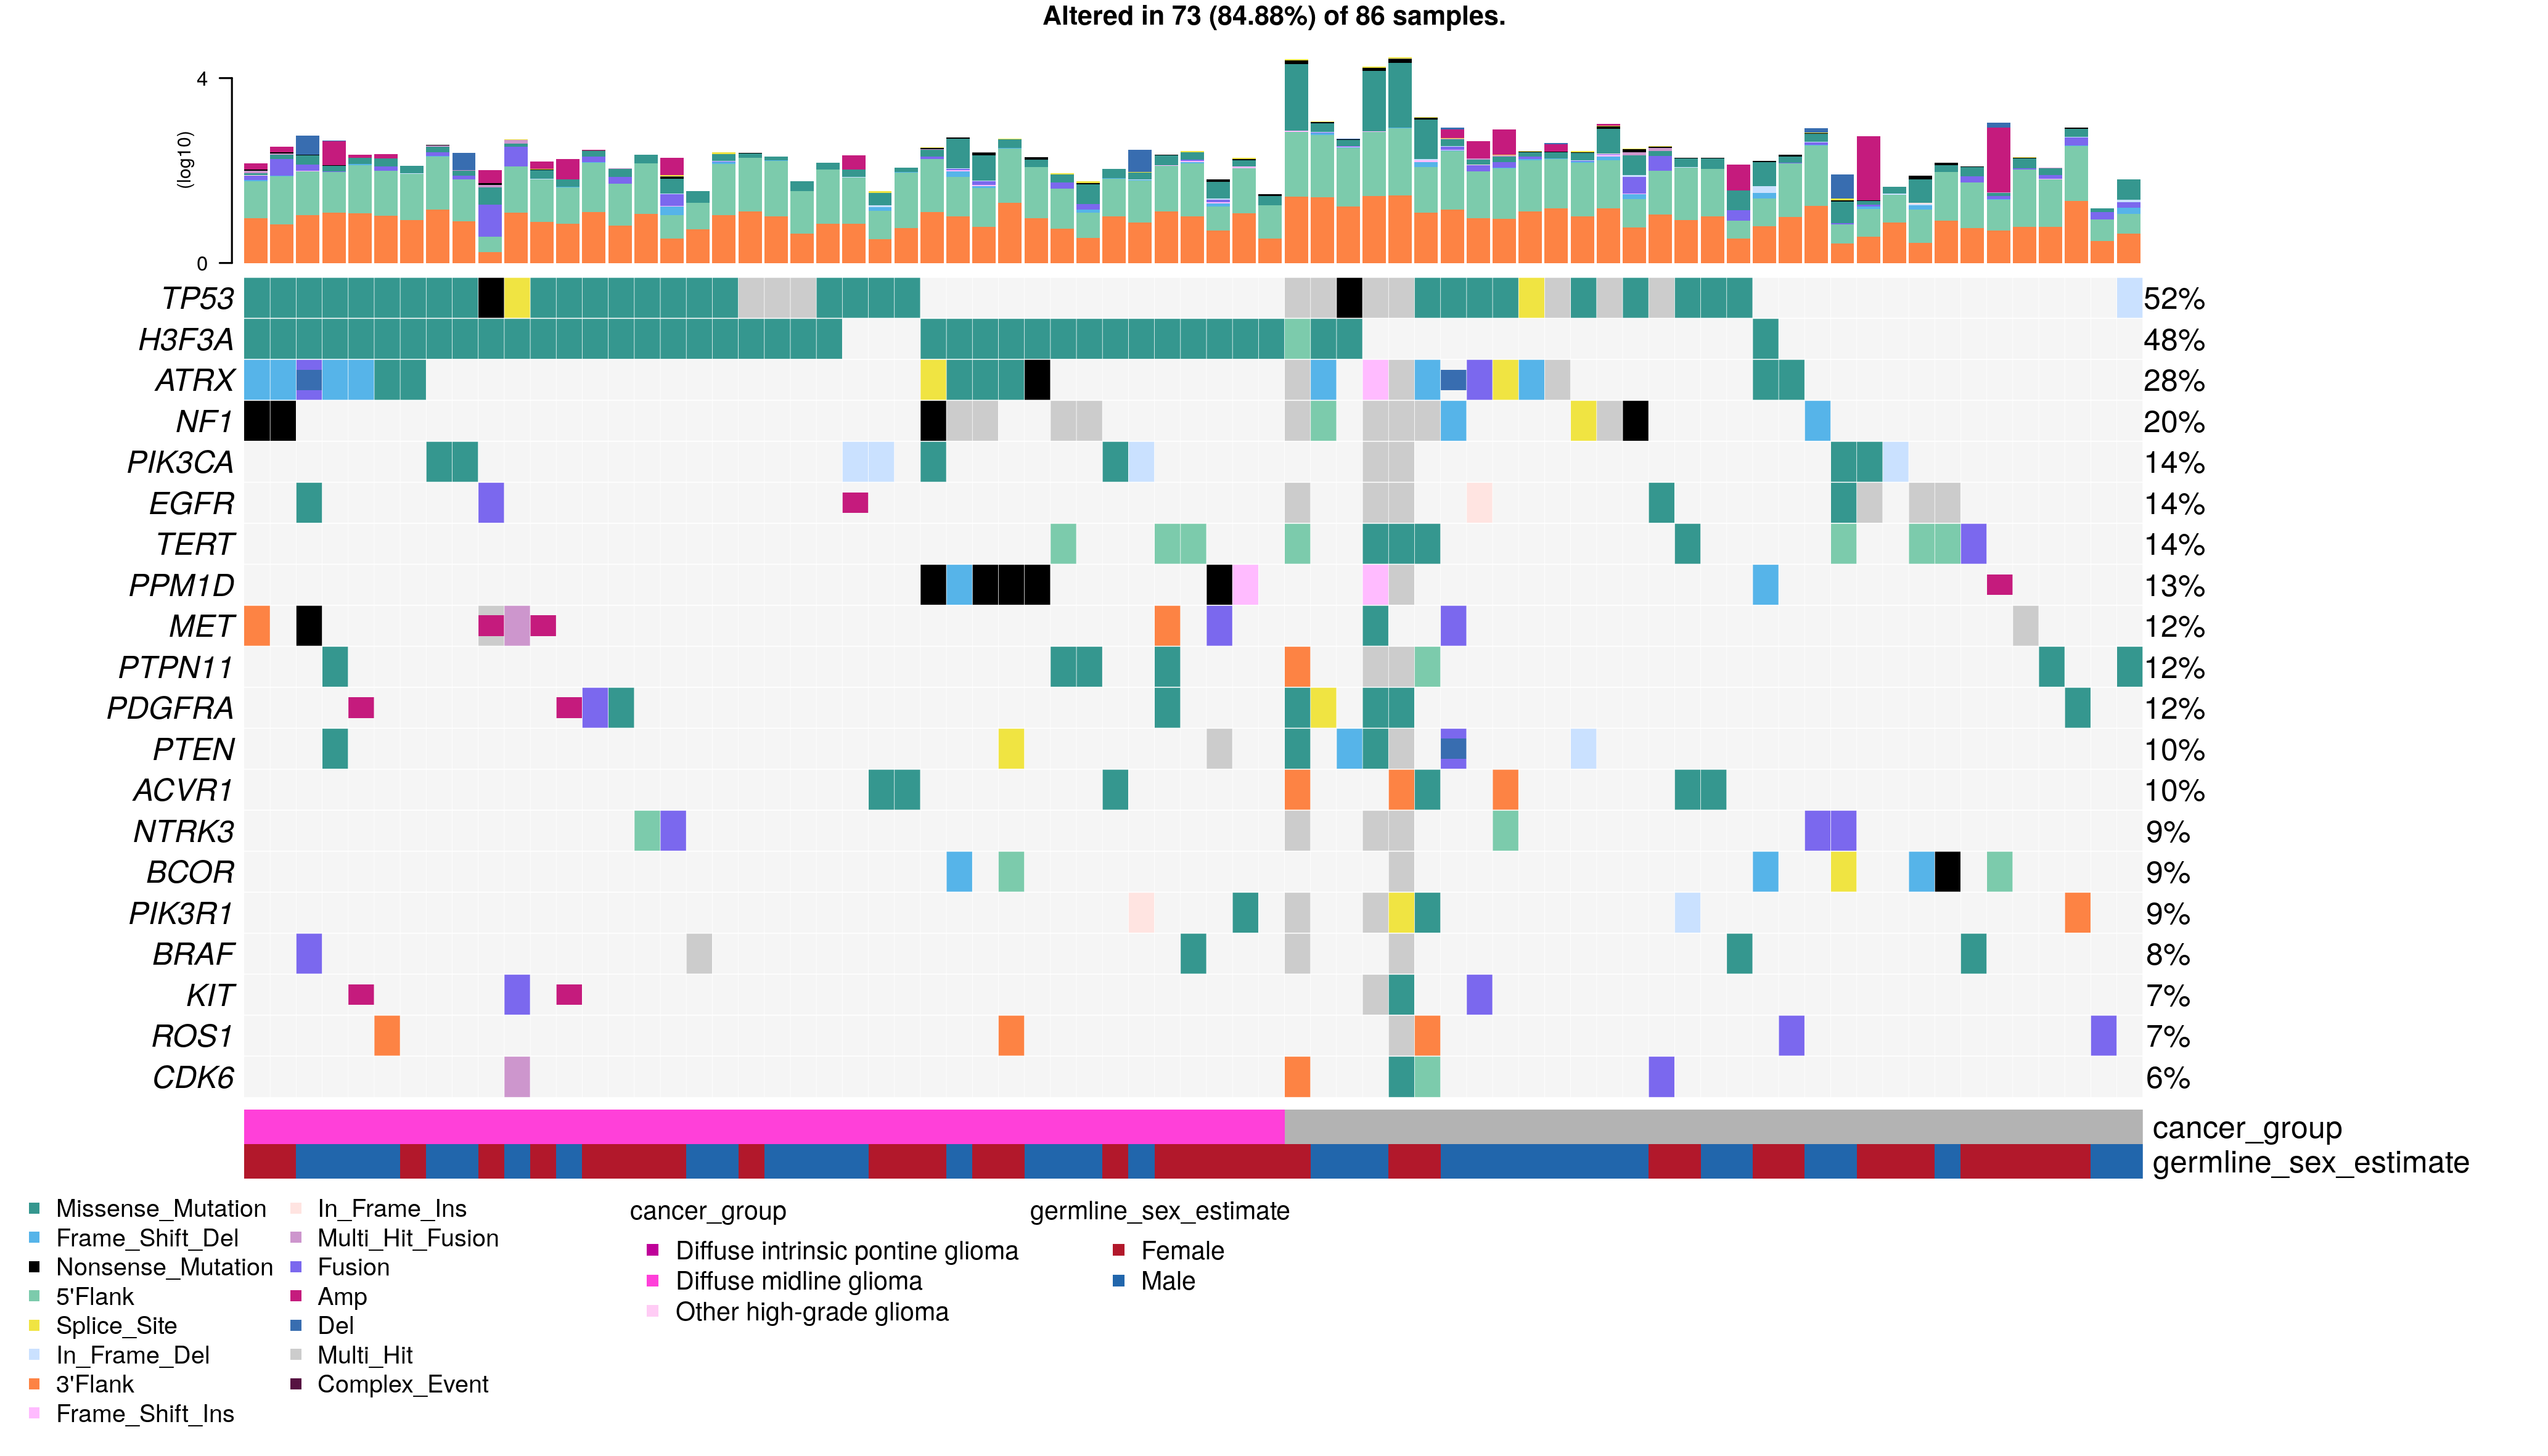 Altered in 73 (84.88%) of 86 samples.
4
(log10)
0
TP53 52%
H3F3A 48%
ATRX 28%
NF1 20%
PIK3CA 14%
EGFR 14%
TERT 14%
PPM1D 13%
MET 12%
PTPN11 12%
PDGFRA 12%
PTEN 10%
ACVR1 10%
NTRK3 9%
BCOR 9%
PIK3R1 9%
BRAF 8%
KIT 7%
ROS1 7%
CDK6 6%
cancer_group
germline_sex_estimate
Missense_Mutation
Frame_Shift_Del
Nonsense_Mutation
5'Flank
Splice_Site
In_Frame_Del
3'Flank
Frame_Shift_Ins
In_Frame_Ins
Multi_Hit_Fusion
Fusion
Amp
Del
Multi_Hit
Complex_Event
cancer_group
Diffuse intrinsic pontine glioma
Diffuse midline glioma
Other high-grade glioma
germline_sex_estimate
Female
Male